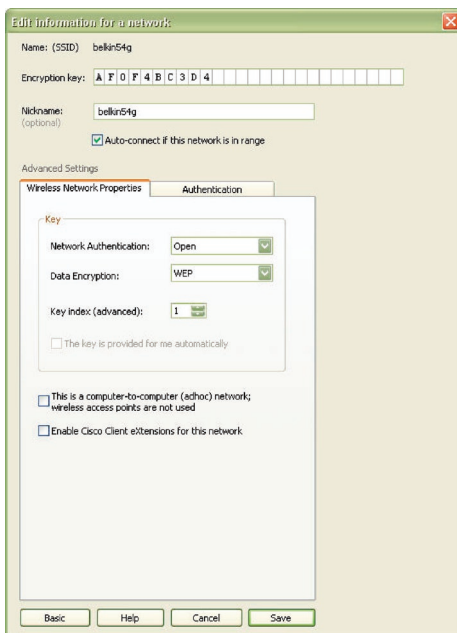 Edit information for a network
Name: (SSID) belkin54g
Encryption key: A F 0 F 4 B C 3 D 4
Nickname: belkin54g
(optional)
Auto-connect if this network is in range
Advanced Settings
Wireless Network Properties Authentication
Key
Network Authentication: Open
Data Encryption: WEP
Key index (advanced): 1
The key is provided for me automatically
This is a computer-to-computer (adhoc) network;
wireless access points are not used
Enable Cisco Client eXtensions for this network
Basic Help Cancel Save